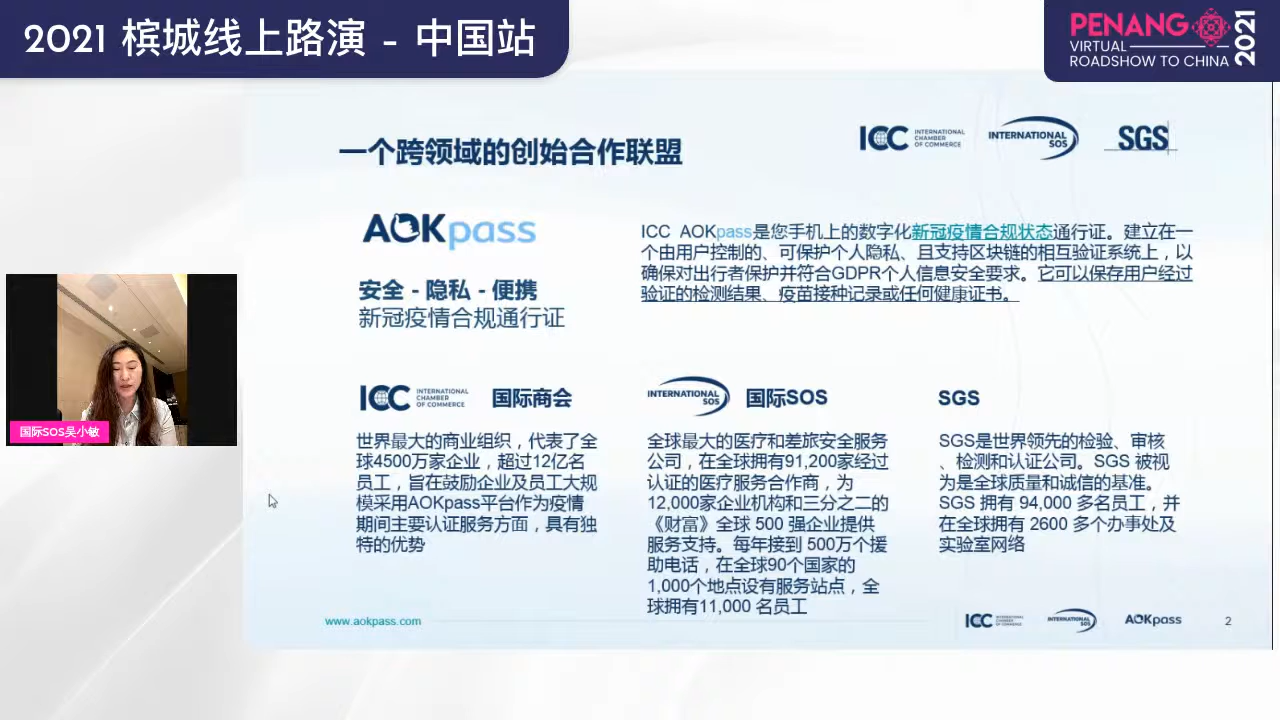 2021 槟城线上路演 - 中国站
PENANG
VIRTUAL
ROADSHOW TO CHINA
2021
一个跨领域的创始合作联盟
ICC INTERNATIONAL CHAMBER OF COMMERCE
INTERNATIONAL SOS
SGS
AOKpass
安全 - 隐私 - 便携
新冠疫情合规通行证
ICC AOKpass是您手机上的数字化新冠疫情合规状态通行证。建立在一
个由用户控制的、可保护个人隐私、且支持区块链的相互验证系统上，以
确保对出行者保护并符合GDPR个人信息安全要求。它可以保存用户经过
验证的检测结果、疫苗接种记录或任何健康证书。
国际SOS吴小敏
ICC INTERNATIONAL CHAMBER OF COMMERCE 国际商会
世界最大的商业组织，代表了全
球4500万家企业，超过12亿名
员工，旨在鼓励企业及员工大规
模采用AOKpass平台作为疫情
期间主要认证服务方面，具有独
特的优势
INTERNATIONAL SOS 国际SOS
全球最大的医疗和差旅安全服务
公司，在全球拥有91,200家经过
认证的医疗服务合作商，为
12,000家企业机构和三分之二的
《财富》全球 500 强企业提供
服务支持。每年接到 500万个援
助电话，在全球90个国家的
1,000个地点设有服务站点，全
球拥有11,000 名员工
SGS
SGS是世界领先的检验、审核
、检测和认证公司。SGS 被视
为是全球质量和诚信的基准。
SGS 拥有 94,000 多名员工，并
在全球拥有 2600 多个办事处及
实验室网络
www.aokpass.com
ICC INTERNATIONAL CHAMBER OF COMMERCE
INTERNATIONAL SOS
AOKpass
2